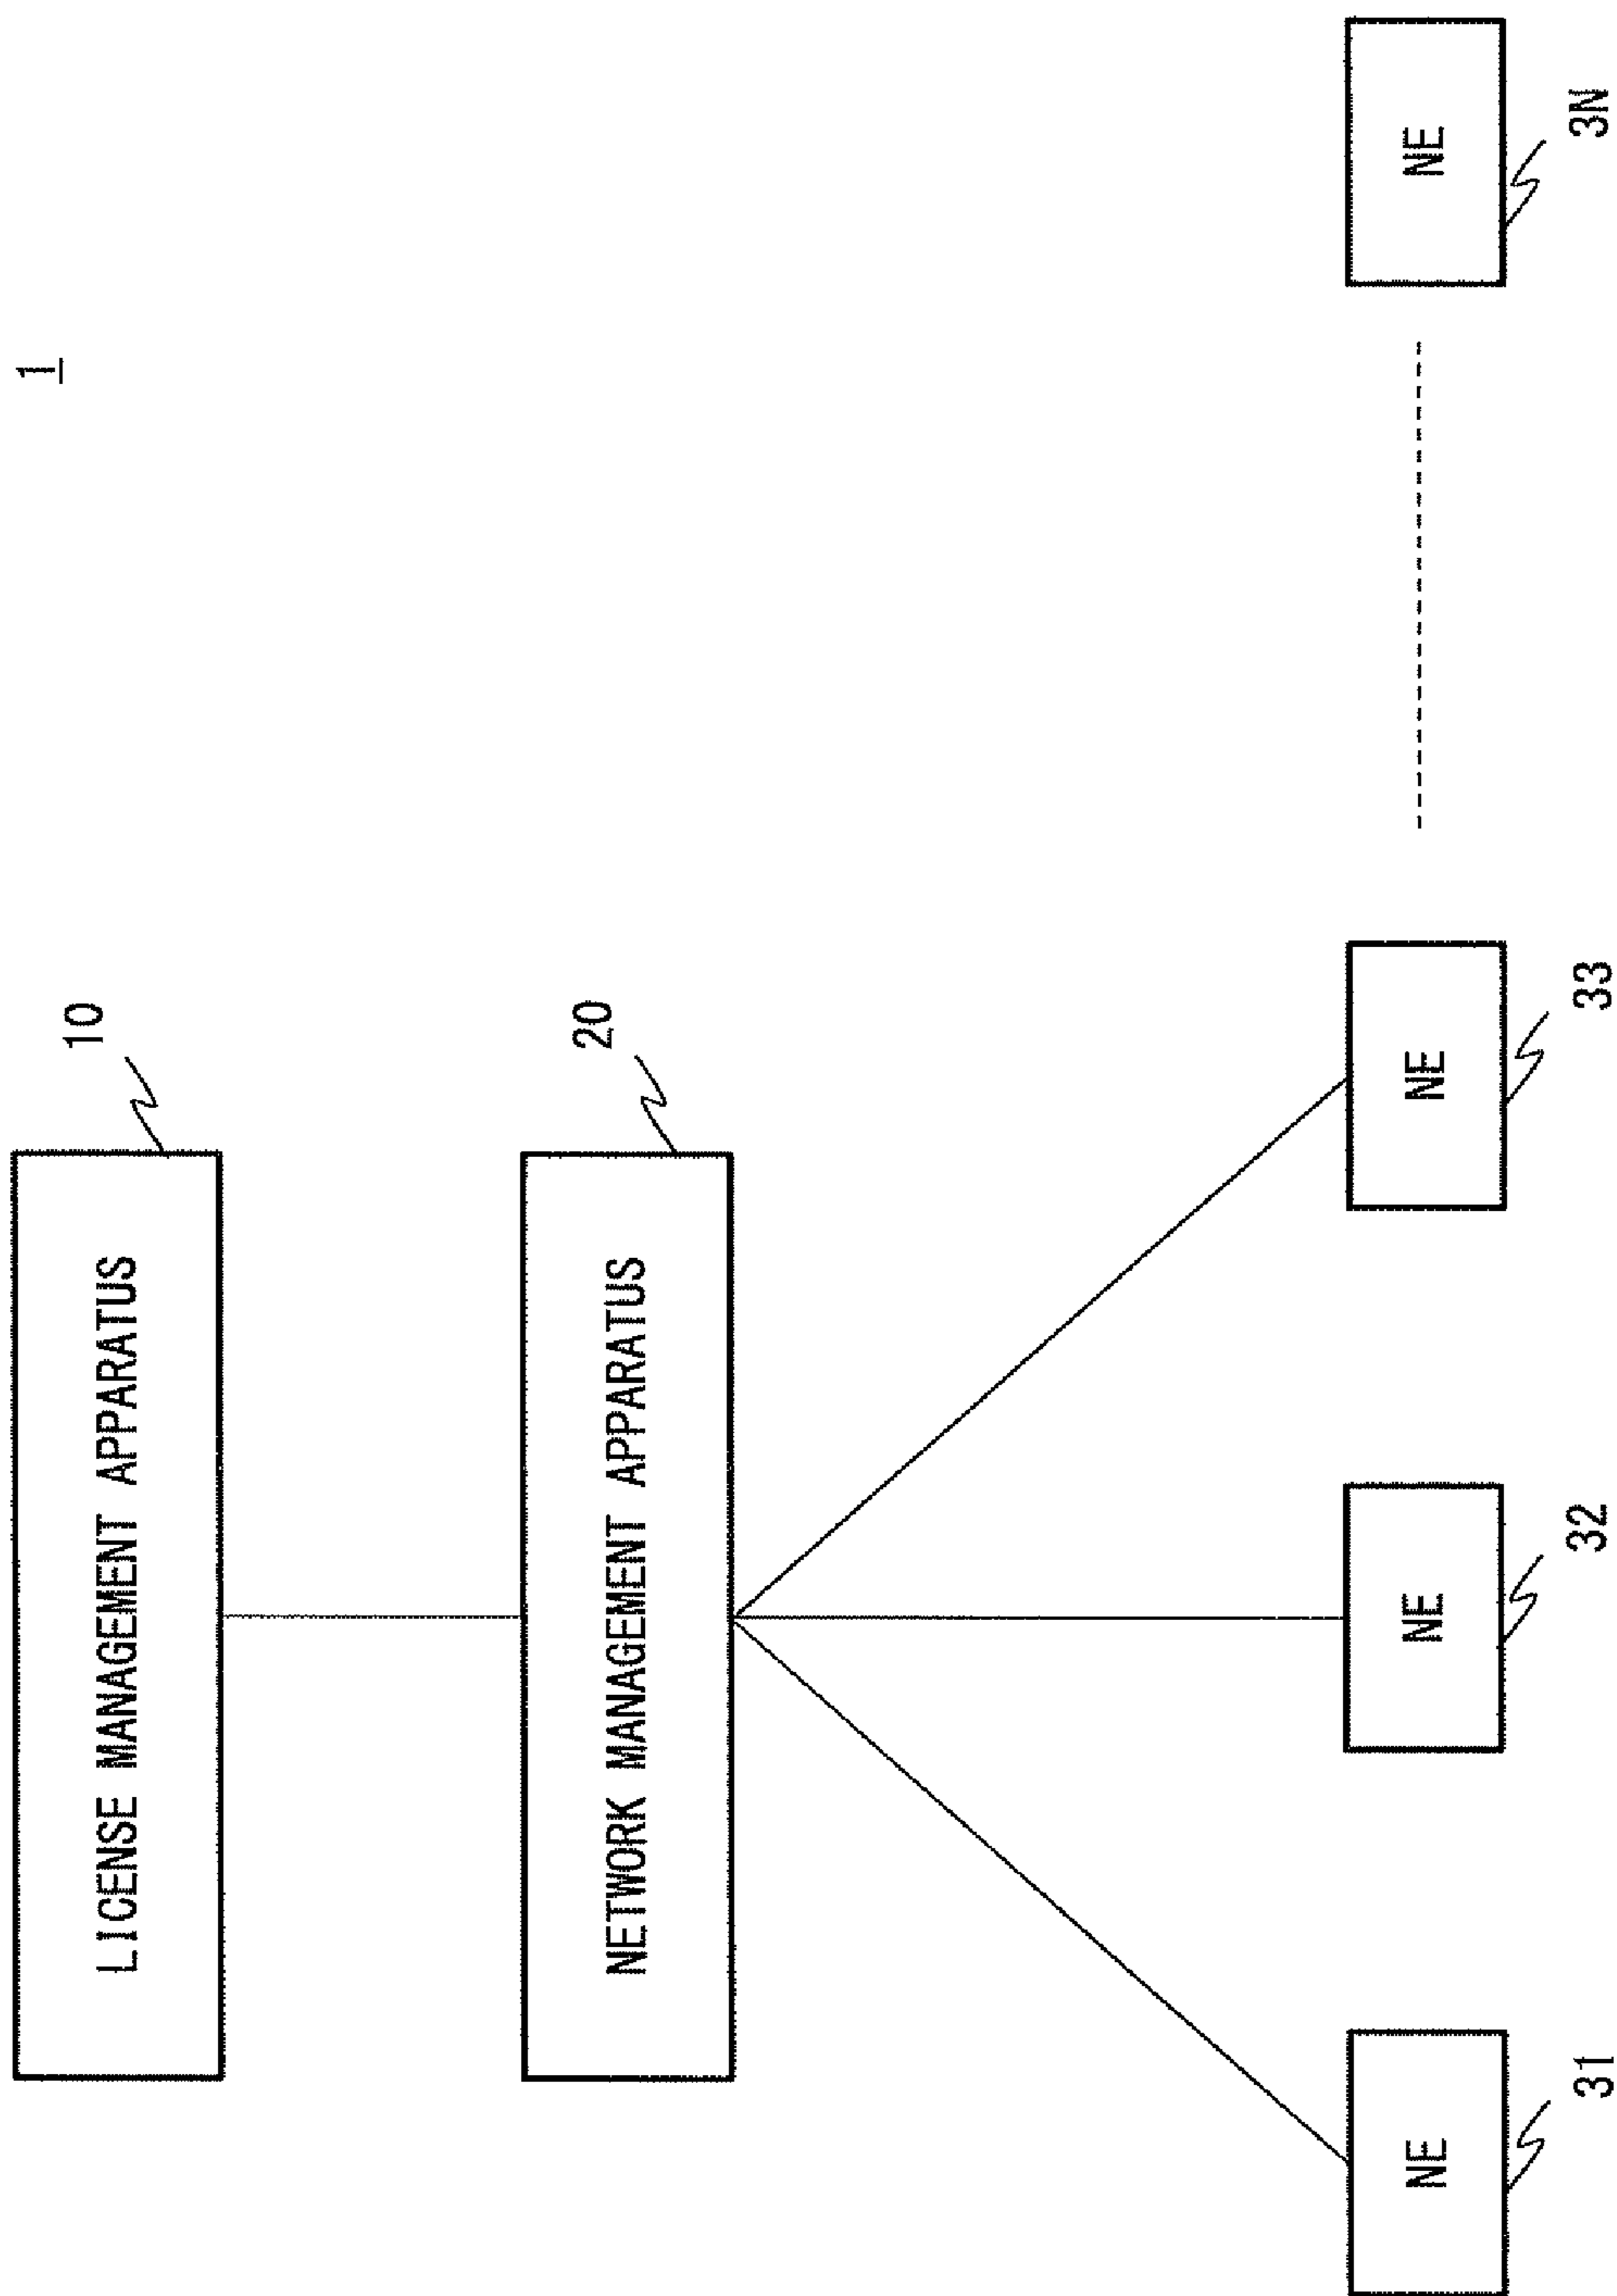 1
10
LICENSE MANAGEMENT APPARATUS
20
NETWORK MANAGEMENT APPARATUS
NE
NE
NE
NE
31
32
33
3N